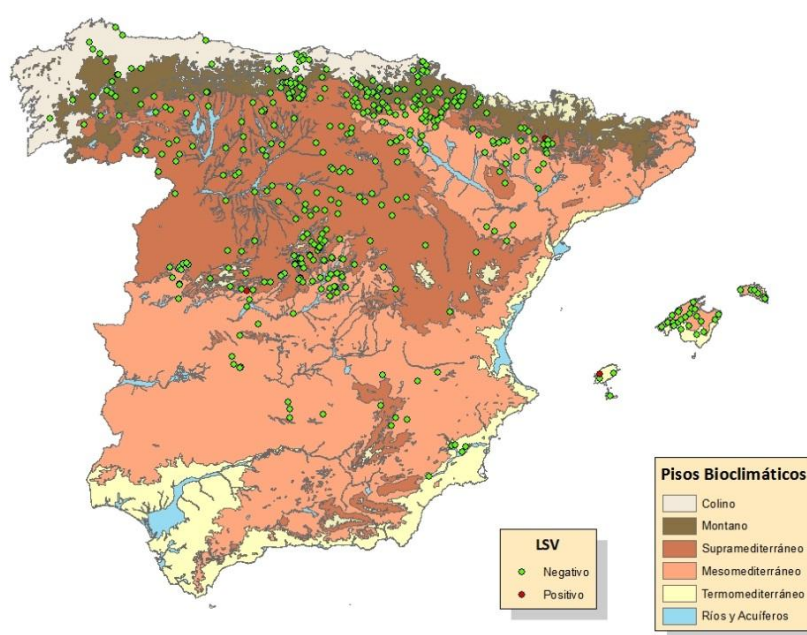 LSV
Negativo
Positivo
Pisos Bioclimáticos
Colino
Montano
Supramediterráneo
Mesomediterráneo
Termomediterráneo
Ríos y Acuíferos